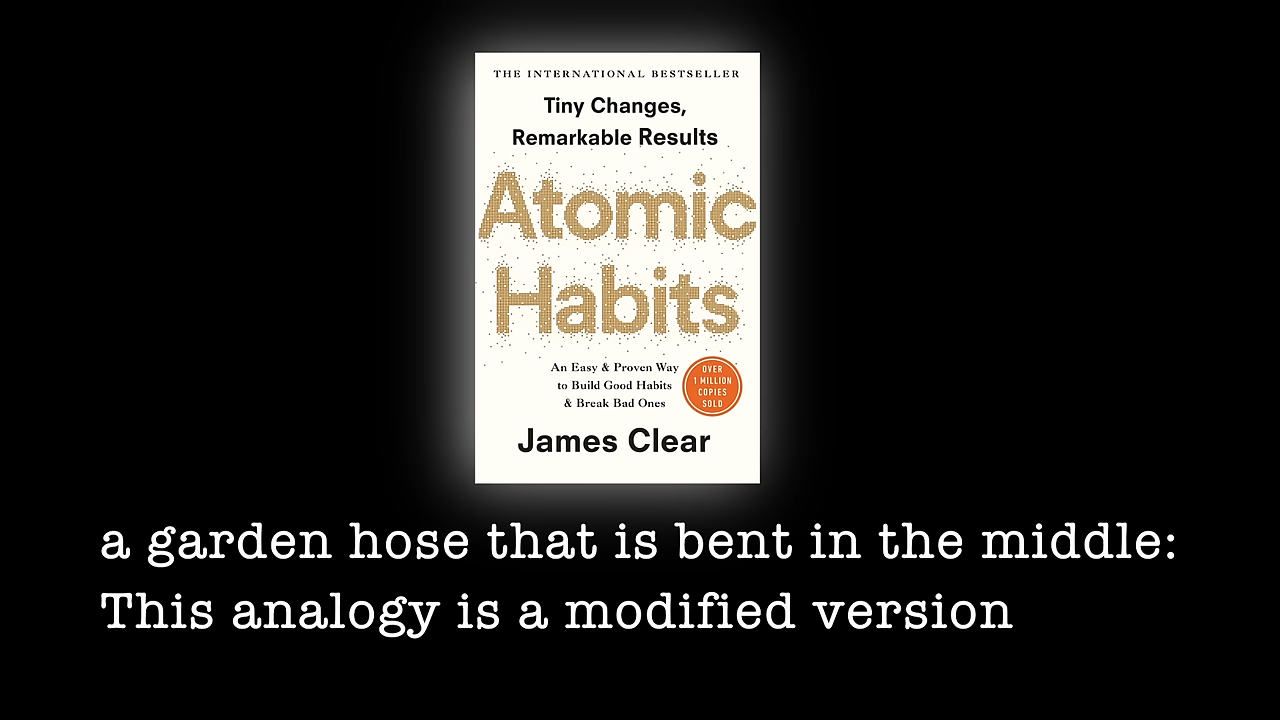 THE INTERNATIONAL BESTSELLER
Tiny Changes,
Remarkable Results
Atomic
Habits
An Easy & Proven Way
to Build Good Habits
& Break Bad Ones
OVER
1 MILLION
COPIES
SOLD
James Clear
a garden hose that is bent in the middle:
This analogy is a modified version